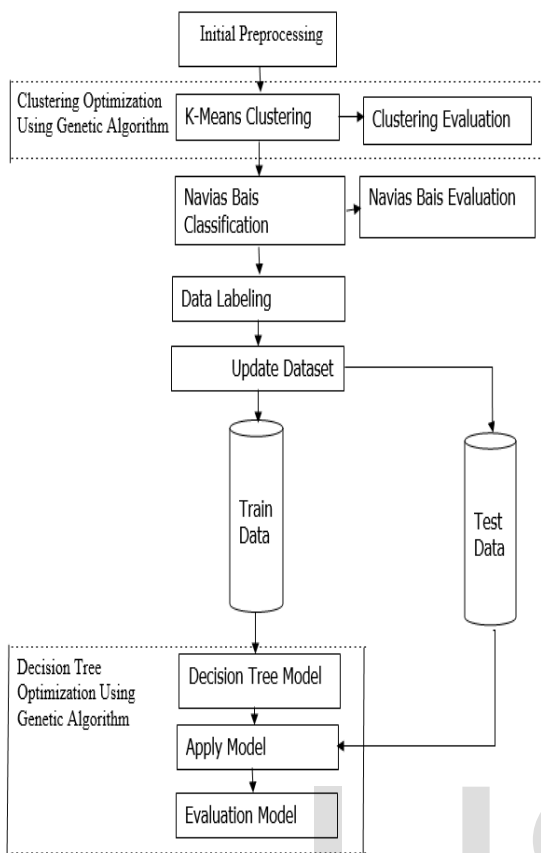 Initial Preprocessing
Clustering Optimization
Using Genetic Algorithm
K-Means Clustering
Clustering Evaluation
Navias Bais
Classification
Navias Bais Evaluation
Data Labeling
Update Dataset
Train
Data
Test
Data
Decision Tree
Optimization Using
Genetic Algorithm
Decision Tree Model
Apply Model
Evaluation Model